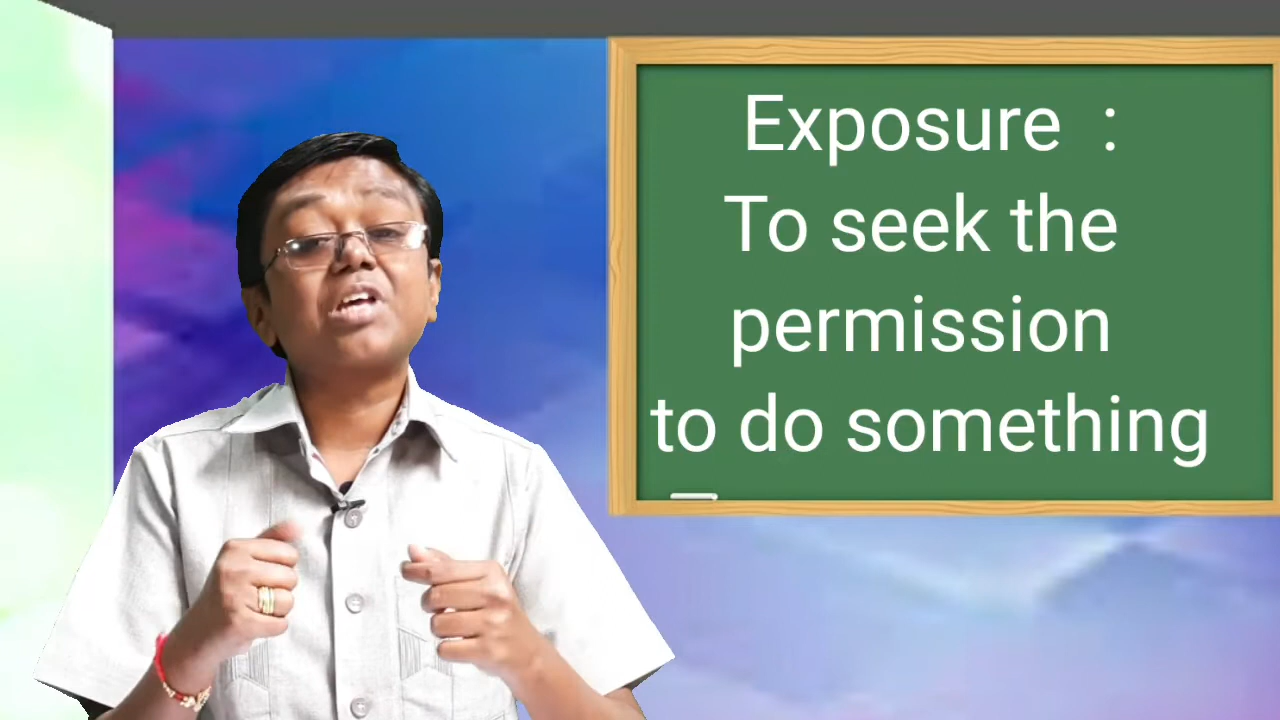 Exposure :
To seek the
permission
to do something